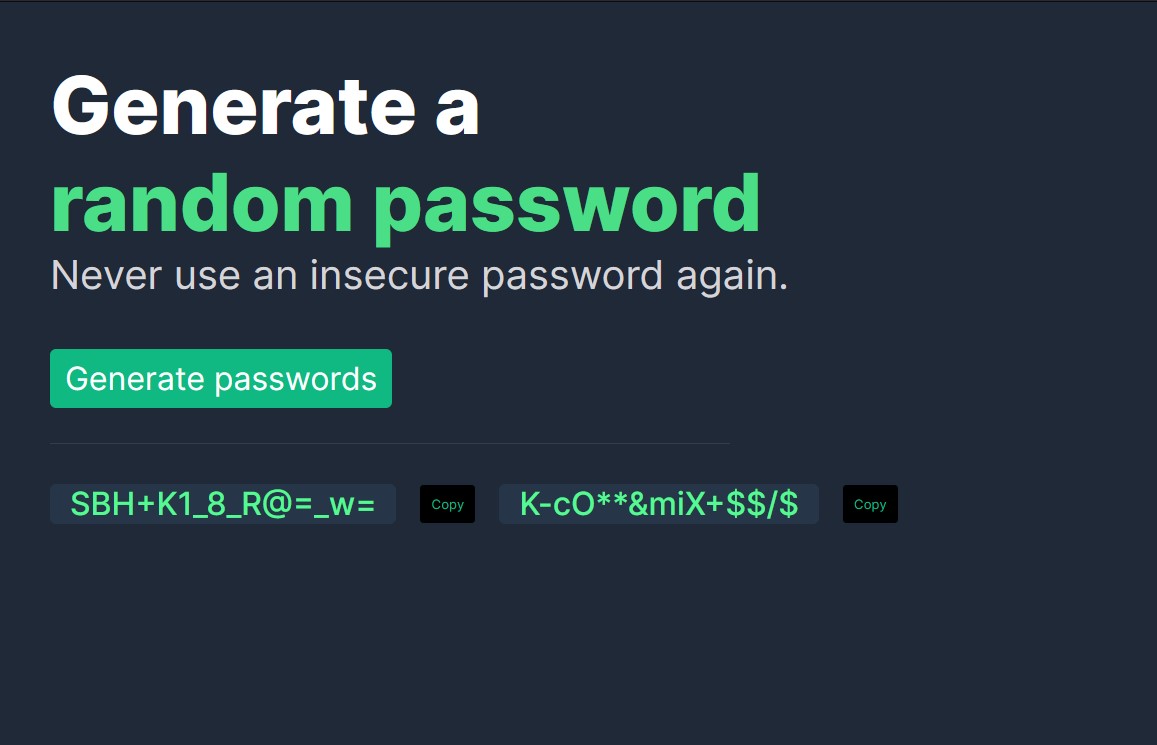 Generate a
random password
Never use an insecure password again.
Generate passwords
SBH+K1_8_R@=_w= Copy K-cO**&miX+$$/$ Copy